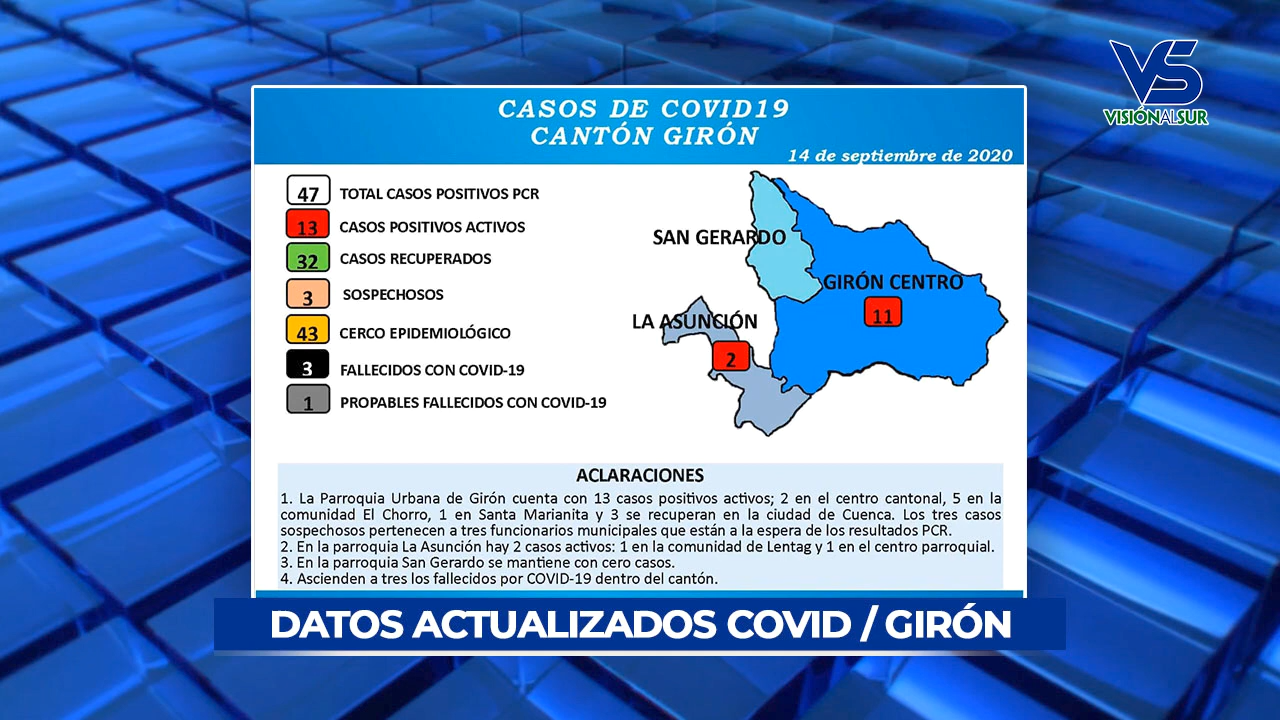 VS
VISIÓNALSUR
CASOS DE COVID19
CANTÓN GIRÓN
14 de septiembre de 2020
47 TOTAL CASOS POSITIVOS PCR
13 CASOS POSITIVOS ACTIVOS
32 CASOS RECUPERADOS
3 SOSPECHOSOS
43 CERCO EPIDEMIOLÓGICO
3 FALLECIDOS CON COVID-19
1 PROPABLES FALLECIDOS CON COVID-19
SAN GERARDO
GIRÓN CENTRO
11
LA ASUNCIÓN
2
ACLARACIONES
1. La Parroquia Urbana de Girón cuenta con 13 casos positivos activos; 2 en el centro cantonal, 5 en la
comunidad El Chorro, 1 en Santa Marianita y 3 se recuperan en la ciudad de Cuenca. Los tres casos
sospechosos pertenecen a tres funcionarios municipales que están a la espera de los resultados PCR.
2. En la parroquia La Asunción hay 2 casos activos: 1 en la comunidad de Lentag y 1 en el centro parroquial.
3. En la parroquia San Gerardo se mantiene con cero casos.
4. Ascienden a tres los fallecidos por COVID-19 dentro del cantón.
DATOS ACTUALIZADOS COVID / GIRÓN